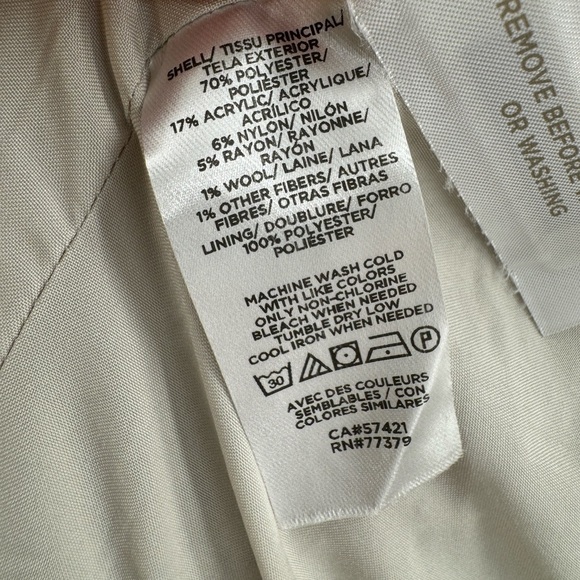 SHELL/ TISSU PRINCIPAL/
TELA EXTERIOR
70% POLYESTER/
POLIÉSTER
17% ACRYLIC/ ACRYLIQUE/
ACRÍLICO
6% NYLON/ NILÓN
5% RAYON/ RAYONNE/
RAYÓN
1% WOOL/ LAINE/ LANA
1% OTHER FIBERS/ AUTRES
FIBRES/ OTRAS FIBRAS
LINING/ DOUBLURE/ FORRO
100% POLYESTER/
POLIÉSTER
MACHINE WASH COLD
WITH LIKE COLORS
ONLY NON-CHLORINE
BLEACH WHEN NEEDED
TUMBLE DRY LOW
COOL IRON WHEN NEEDED
30 P
AVEC DES COULEURS
SEMBLABLES/ CON
COLORES SIMILARES
CA#57421
RN#77379
REMOVE BEFORE
OR WASHING